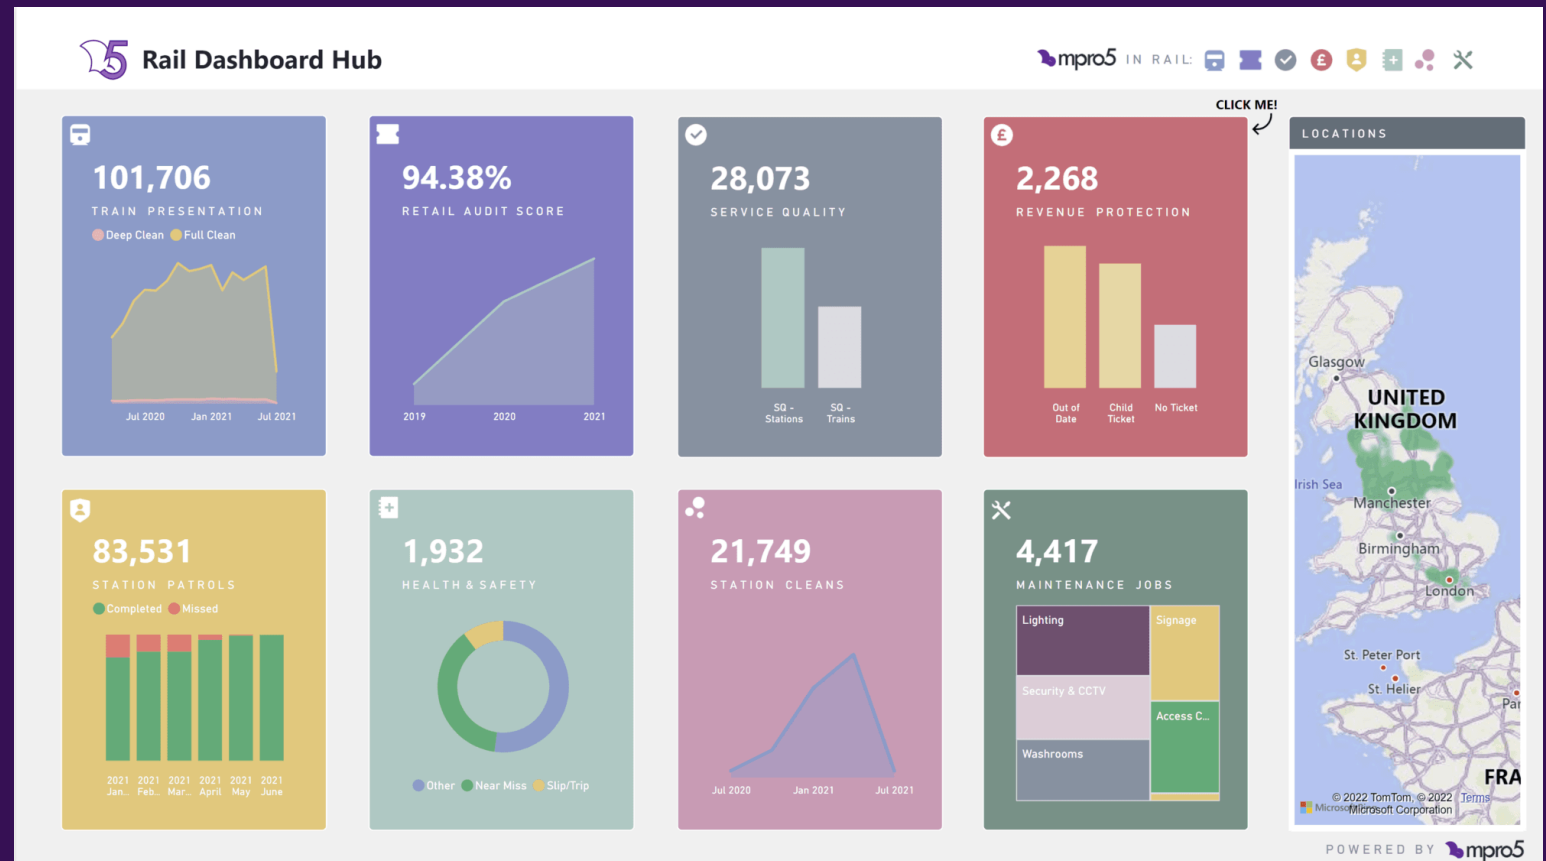 Rail Dashboard Hub
mpro5 IN RAIL:
CLICK ME!
101,706
TRAIN PRESENTATION
Deep Clean Full Clean
Jul 2020 Jan 2021 Jul 2021
94.38%
RETAIL AUDIT SCORE
2019 2020 2021
28,073
SERVICE QUALITY
SQ -
Stations
SQ -
Trains
£
2,268
REVENUE PROTECTION
Out of
Date
Child
Ticket
No Ticket
LOCATIONS
Glasgow
UNITED
KINGDOM
Irish Sea
Manchester
Birmingham
London
St. Peter Port
St. Helier
Par
FRA
© 2022 TomTom, © 2022 Terms
Microsoft Corporation
83,531
STATION PATROLS
Completed Missed
2021
Jan...
2021
Feb...
2021
Mar...
2021
April
2021
May
2021
June
1,932
HEALTH & SAFETY
Other Near Miss Slip/Trip
21,749
STATION CLEANS
Jul 2020 Jan 2021 Jul 2021
4,417
MAINTENANCE JOBS
Lighting
Signage
Security & CCTV
Access C...
Washrooms
POWERED BY mpro5